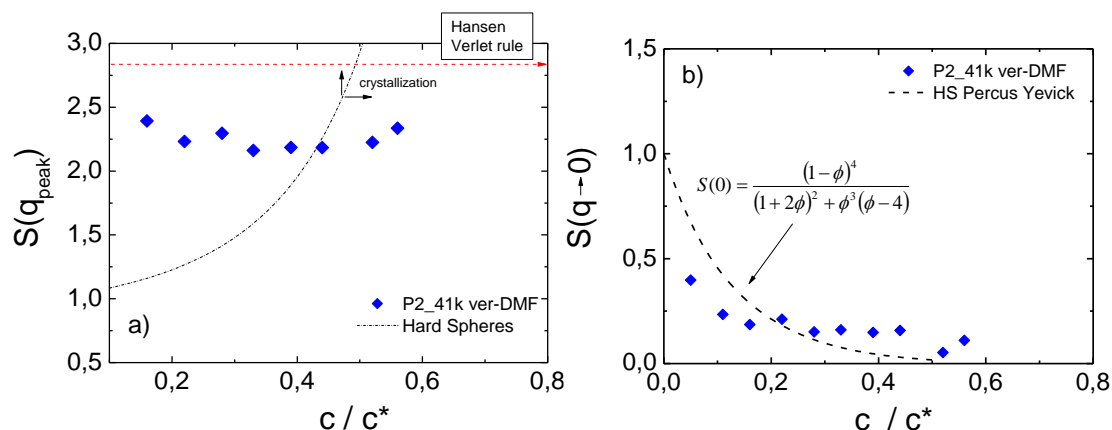 Hansen
Verlet rule
crystallization
a)
S(q_peak)
3,0
2,5
2,0
1,5
1,0
0,5
P2_41k ver-DMF
Hard Spheres
0,2
0,4
0,6
0,8
c / c*
b)
S(q→0)
1,5
1,0
0,5
0,0
P2_41k ver-DMF
HS Percus Yevick
S(0) = (1−ϕ)^4 / ((1+2ϕ)^2 + ϕ^3(ϕ−4))
0,0
0,2
0,4
0,6
0,8
c / c*